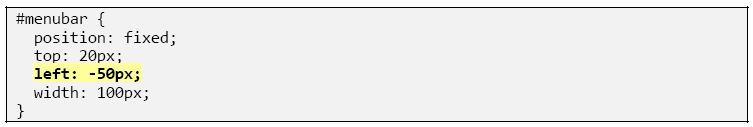 #menubar {
  position: fixed;
  top: 20px;
  left: -50px;
  width: 100px;
}